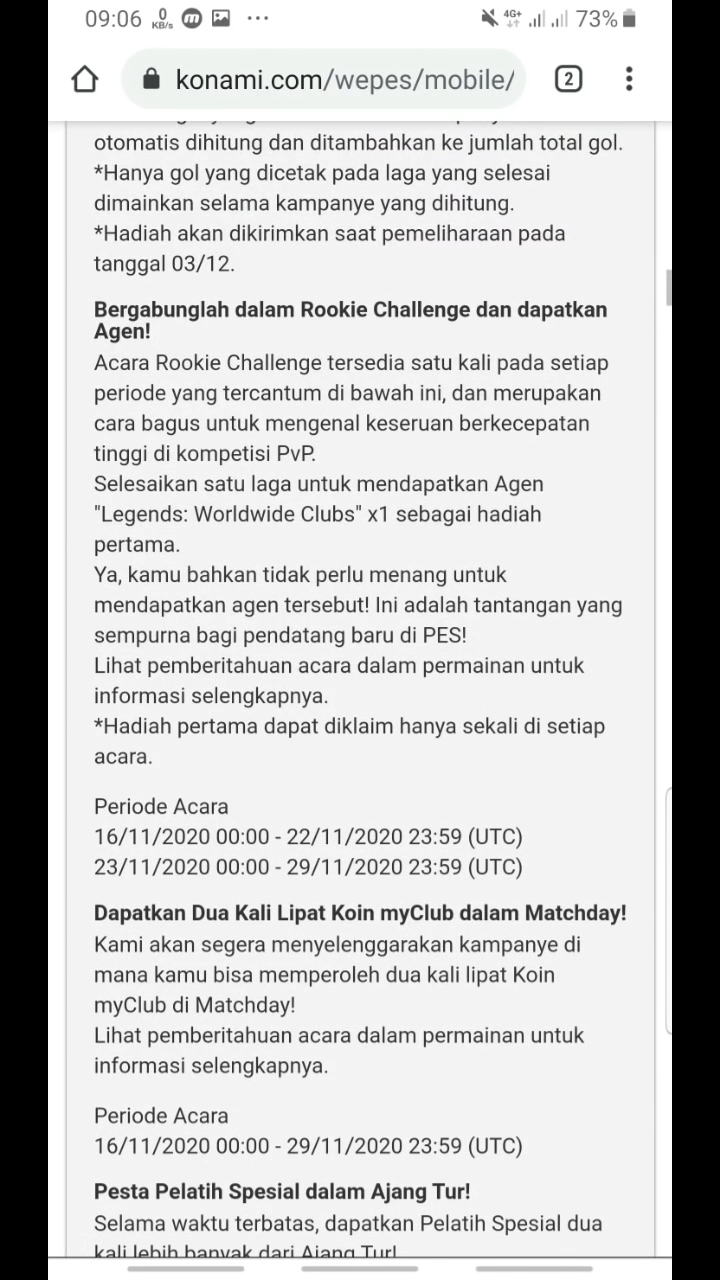 09:06 0 KB/s 4G+ 73%
konami.com/wepes/mobile/ 2
otomatis dihitung dan ditambahkan ke jumlah total gol.
*Hanya gol yang dicetak pada laga yang selesai
dimainkan selama kampanye yang dihitung.
*Hadiah akan dikirimkan saat pemeliharaan pada
tanggal 03/12.
Bergabunglah dalam Rookie Challenge dan dapatkan
Agen!
Acara Rookie Challenge tersedia satu kali pada setiap
periode yang tercantum di bawah ini, dan merupakan
cara bagus untuk mengenal keseruan berkecepatan
tinggi di kompetisi PvP.
Selesaikan satu laga untuk mendapatkan Agen
"Legends: Worldwide Clubs" x1 sebagai hadiah
pertama.
Ya, kamu bahkan tidak perlu menang untuk
mendapatkan agen tersebut! Ini adalah tantangan yang
sempurna bagi pendatang baru di PES!
Lihat pemberitahuan acara dalam permainan untuk
informasi selengkapnya.
*Hadiah pertama dapat diklaim hanya sekali di setiap
acara.
Periode Acara
16/11/2020 00:00 - 22/11/2020 23:59 (UTC)
23/11/2020 00:00 - 29/11/2020 23:59 (UTC)
Dapatkan Dua Kali Lipat Koin myClub dalam Matchday!
Kami akan segera menyelenggarakan kampanye di
mana kamu bisa memperoleh dua kali lipat Koin
myClub di Matchday!
Lihat pemberitahuan acara dalam permainan untuk
informasi selengkapnya.
Periode Acara
16/11/2020 00:00 - 29/11/2020 23:59 (UTC)
Pesta Pelatih Spesial dalam Ajang Tur!
Selama waktu terbatas, dapatkan Pelatih Spesial dua
kali lebih banyak dari Ajang Tur!